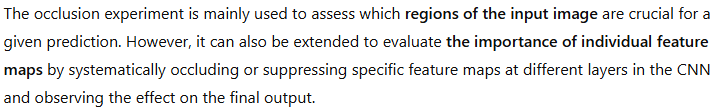 The occlusion experiment is mainly used to assess which regions of the input image are crucial for a
given prediction. However, it can also be extended to evaluate the importance of individual feature
maps by systematically occluding or suppressing specific feature maps at different layers in the CNN
and observing the effect on the final output.